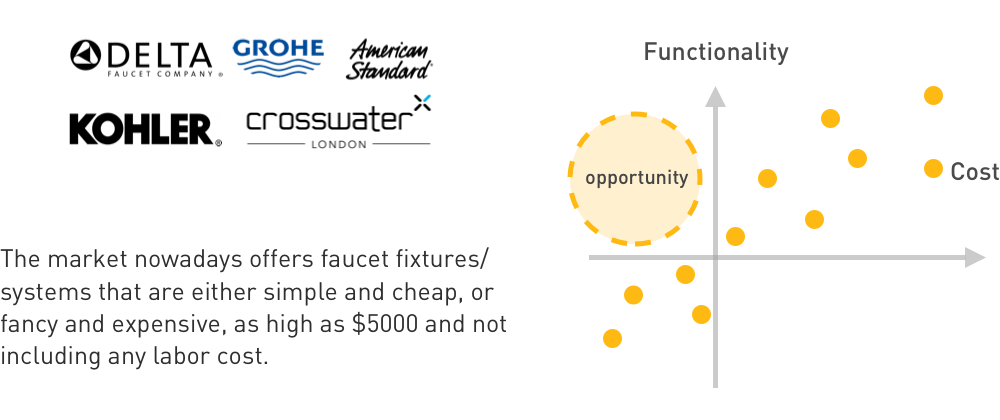 DELTA
FAUCET COMPANY®
GROHE
American
Standard®
KOHLER®
crosswater
LONDON
The market nowadays offers faucet fixtures/
systems that are either simple and cheap, or
fancy and expensive, as high as $5000 and not
including any labor cost.
Functionality
opportunity
Cost